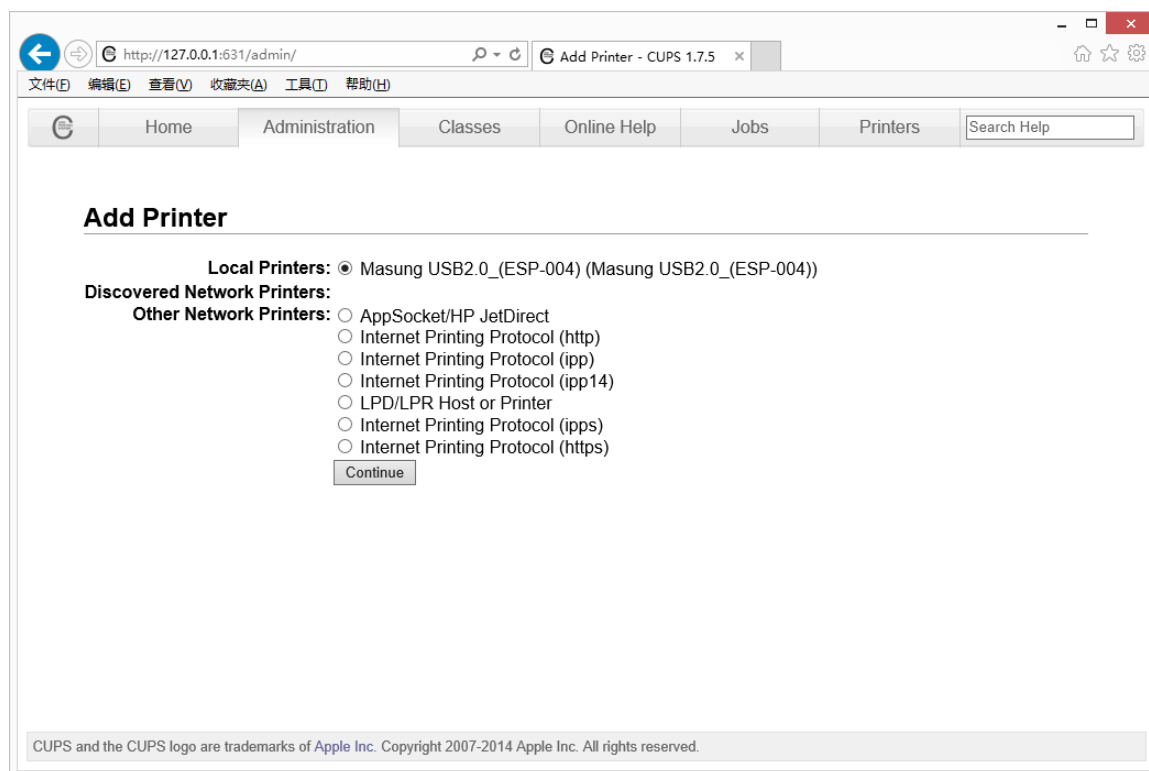 http://127.0.0.1:631/admin/
Add Printer - CUPS 1.7.5
文件(F) 编辑(E) 查看(V) 收藏夹(A) 工具(T) 帮助(H)
Home Administration Classes Online Help Jobs Printers Search Help
Add Printer
Local Printers: Masung USB2.0_(ESP-004) (Masung USB2.0_(ESP-004))
Discovered Network Printers:
Other Network Printers: AppSocket/HP JetDirect
Internet Printing Protocol (http)
Internet Printing Protocol (ipp)
Internet Printing Protocol (ipp14)
LPD/LPR Host or Printer
Internet Printing Protocol (ipps)
Internet Printing Protocol (https)
Continue
CUPS and the CUPS logo are trademarks of Apple Inc. Copyright 2007-2014 Apple Inc. All rights reserved.